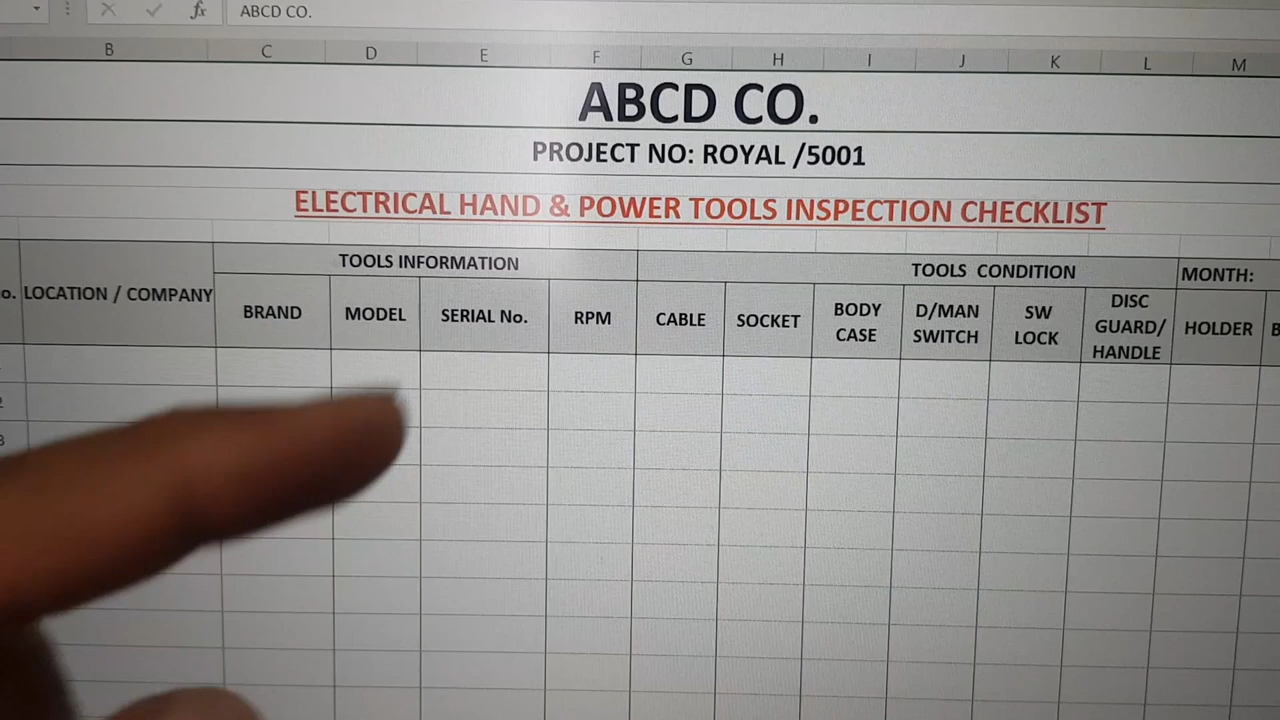 fx ABCD CO.
B C D E F G H I J K L M
ABCD CO.
PROJECT NO: ROYAL /5001
ELECTRICAL HAND & POWER TOOLS INSPECTION CHECKLIST
TOOLS INFORMATION TOOLS CONDITION MONTH:
LOCATION / COMPANY
BRAND
MODEL
SERIAL No.
RPM
CABLE
SOCKET
BODY
CASE
D/MAN
SWITCH
SW
LOCK
DISC
GUARD/
HANDLE
HOLDER